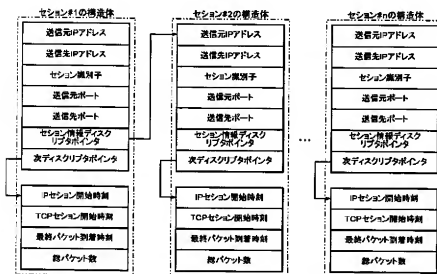 セション#1の構造体
送信元IPアドレス
送信先IPアドレス
セション識別子
送信元ポート
送信先ポート
セション情報ディスク
リプタポインタ
次ディスクリプタポインタ
IPセション開始時刻
TCPセション開始時刻
最終パケット到着時刻
総パケット数
セション#2の構造体
送信元IPアドレス
送信先IPアドレス
セション識別子
送信元ポート
送信先ポート
セション情報ディスク
リプタポインタ
次ディスクリプタポインタ
IPセション開始時刻
TCPセション開始時刻
最終パケット到着時刻
総パケット数
…
セション#nの構造体
送信元IPアドレス
送信先IPアドレス
セション識別子
送信元ポート
送信先ポート
セション情報ディスク
リプタポインタ
次ディスクリプタポインタ
IPセション開始時刻
TCPセション開始時刻
最終パケット到着時刻
総パケット数